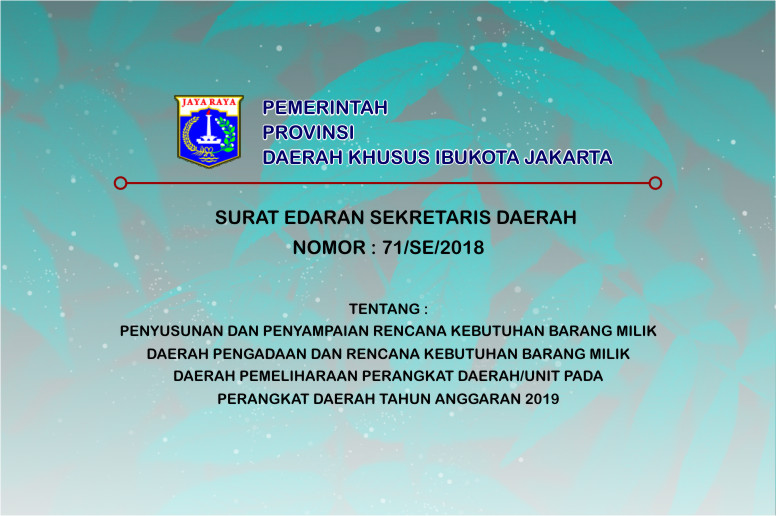 JAYA RAYA
PEMERINTAH
PROVINSI
DAERAH KHUSUS IBUKOTA JAKARTA
SURAT EDARAN SEKRETARIS DAERAH
NOMOR : 71/SE/2018
TENTANG :
PENYUSUNAN DAN PENYAMPAIAN RENCANA KEBUTUHAN BARANG MILIK
DAERAH PENGADAAN DAN RENCANA KEBUTUHAN BARANG MILIK
DAERAH PEMELIHARAAN PERANGKAT DAERAH/UNIT PADA
PERANGKAT DAERAH TAHUN ANGGARAN 2019